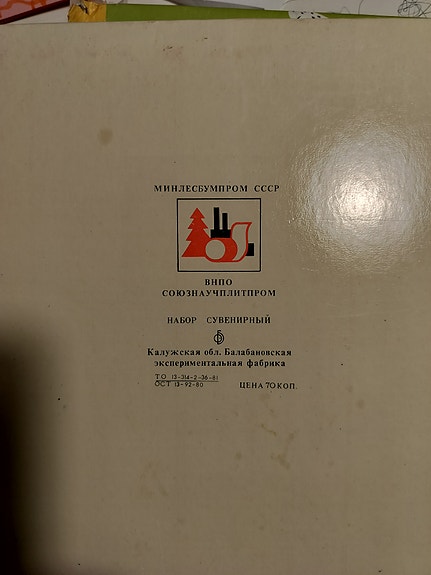 МИНЛЕСБУМПРОМ СССР
ВНПО
СОЮЗНАУЧПЛИТПРОМ
НАБОР СУВЕНИРНЫЙ
Калужская обл. Балабановская
экспериментальная фабрика
ТО 13-314-2-36-81
ОСТ 13-92-80
ЦЕНА 70 КОП.